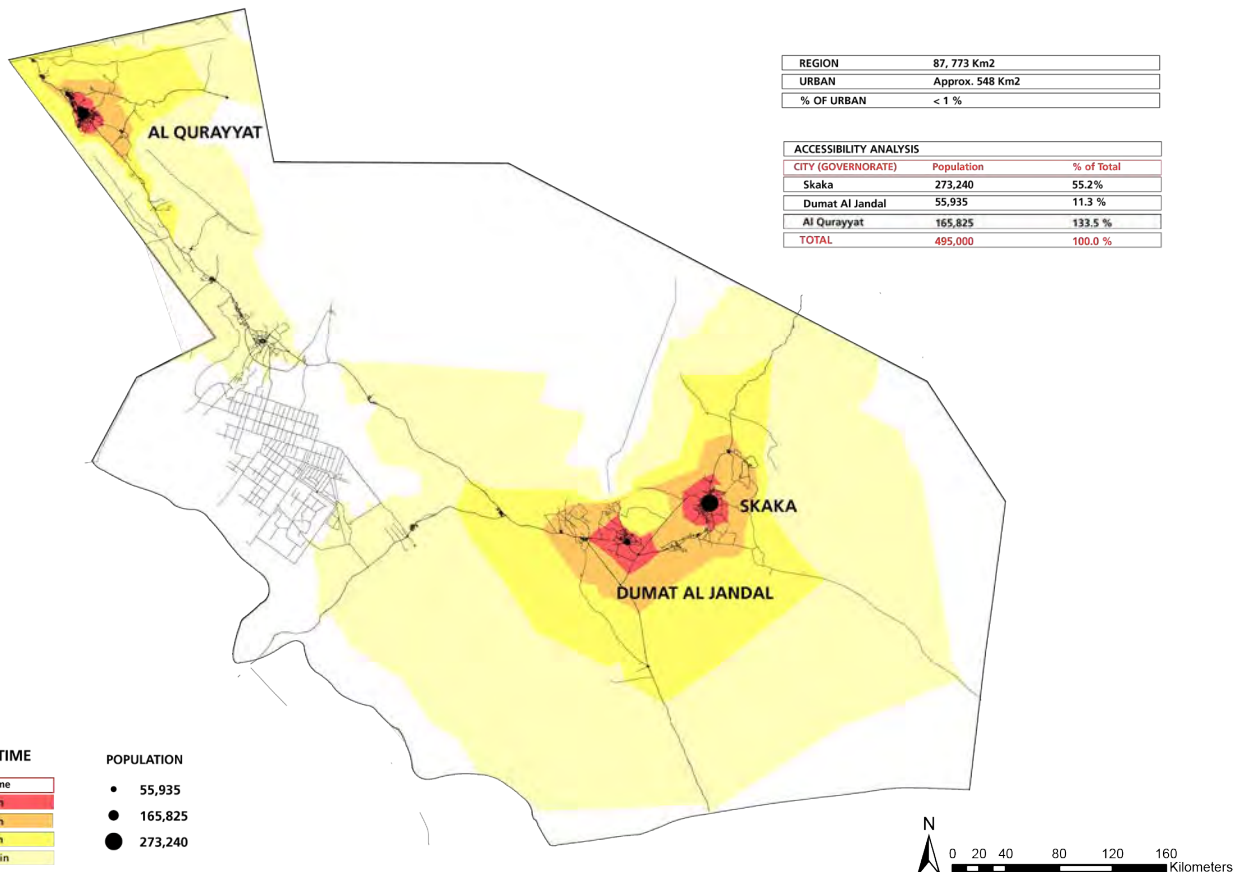 REGION 87, 773 Km2
URBAN Approx. 548 Km2
% OF URBAN < 1 %
ACCESSIBILITY ANALYSIS
CITY (GOVERNORATE) Population % of Total
Skaka 273,240 55.2%
Dumat Al Jandal 55,935 11.3 %
Al Qurayyat 165,825 133.5 %
TOTAL 495,000 100.0 %
AL QURAYYAT
SKAKA
DUMAT AL JANDAL
TIME
POPULATION
55,935
165,825
273,240
N
0 20 40 80 120 160
Kilometers